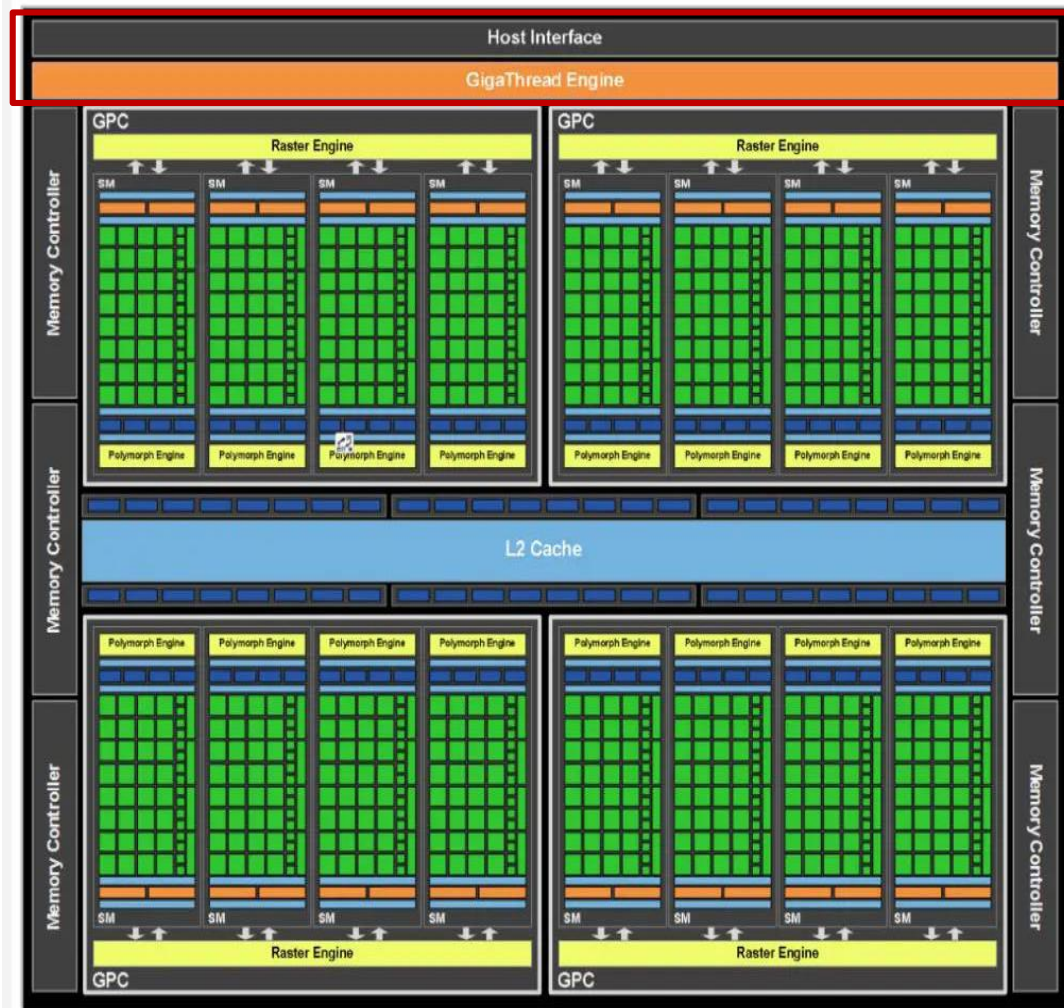 Host Interface
GigaThread Engine
Memory Controller
GPC
Raster Engine
SM SM SM SM
Polymorph Engine Polymorph Engine Polymorph Engine Polymorph Engine
GPC
Raster Engine
SM SM SM SM
Polymorph Engine Polymorph Engine Polymorph Engine Polymorph Engine
Memory Controller
Memory Controller
L2 Cache
Memory Controller
Memory Controller
Polymorph Engine Polymorph Engine Polymorph Engine Polymorph Engine
SM SM SM SM
Raster Engine
GPC
Polymorph Engine Polymorph Engine Polymorph Engine Polymorph Engine
SM SM SM SM
Raster Engine
GPC
Memory Controller